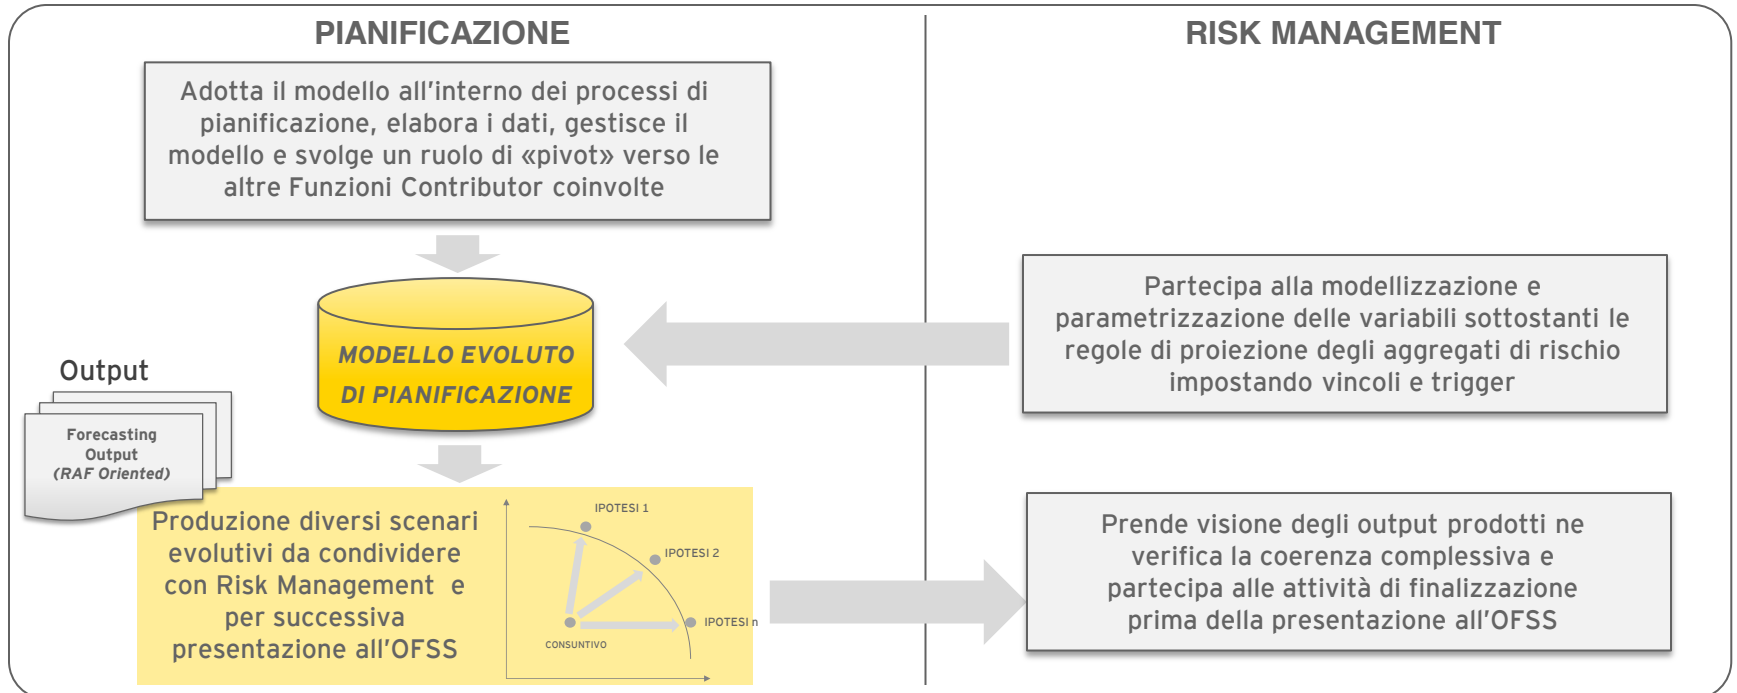 PIANIFICAZIONE
Adotta il modello all'interno dei processi di
pianificazione, elabora i dati, gestisce il
modello e svolge un ruolo di «pivot» verso le
altre Funzioni Contributor coinvolte
MODELLO EVOLUTO
DI PIANIFICAZIONE
Output
Forecasting
Output
(RAF Oriented)
Produzione diversi scenari
evolutivi da condividere
con Risk Management e
per successiva
presentazione all'OFSS
IPOTESI 1
IPOTESI 2
IPOTESI n
CONSUNTIVO
RISK MANAGEMENT
Partecipa alla modellizzazione e
parametrizzazione delle variabili sottostanti le
regole di proiezione degli aggregati di rischio
impostando vincoli e trigger
Prende visione degli output prodotti ne
verifica la coerenza complessiva e
partecipa alle attività di finalizzazione
prima della presentazione all'OFSS